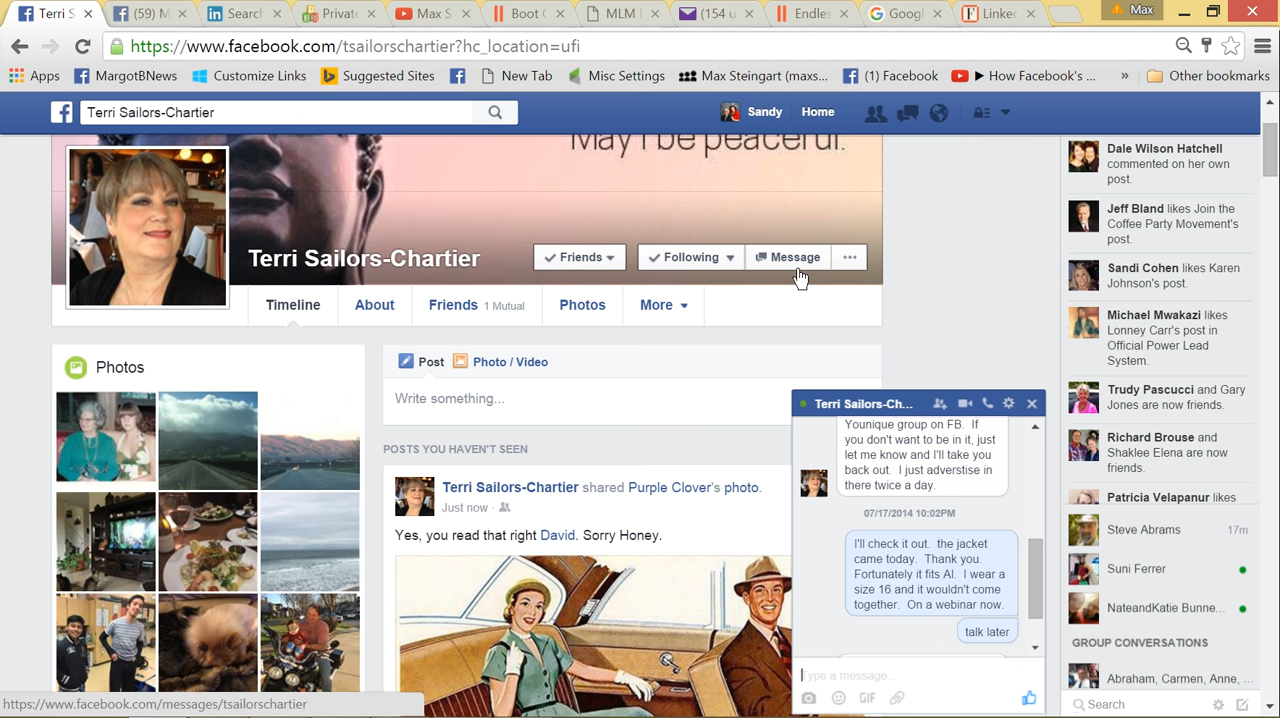 Terri S
(59) M
Search
Private
Max S
Boot C
MLM
(154 u
Endles
Googl
Linke
Max
https://www.facebook.com/tsailorschartier?hc_location=ufi
Apps
MargotBNews
Customize Links
Suggested Sites
New Tab
Misc Settings
Max Steingart (maxs...
(1) Facebook
How Facebook's ...
»
Other bookmarks
Terri Sailors-Chartier
Sandy
Home
May I be peaceful.
Terri Sailors-Chartier
Friends
Following
Message
Timeline
About
Friends 1 Mutual
Photos
More
Photos
Post
Photo / Video
Write something...
POSTS YOU HAVEN'T SEEN
Terri Sailors-Chartier shared Purple Clover's photo.
Just now
Yes, you read that right David. Sorry Honey.
Terri Sailors-Ch...
Younique group on FB. If
you don't want to be in it, just
let me know and I'll take you
back out. I just adverstise in
there twice a day.
07/17/2014 10:02PM
I'll check it out. the jacket
came today. Thank you.
Fortunately it fits Al. I wear a
size 16 and it wouldn't come
together. On a webinar now.
talk later
Type a message...
GIF
Dale Wilson Hatchell
commented on her own
post.
Jeff Bland likes Join the
Coffee Party Movement's
post.
Sandi Cohen likes Karen
Johnson's post.
Michael Mwakazi likes
Lonney Carr's post in
Official Power Lead
System.
Trudy Pascucci and Gary
Jones are now friends.
Richard Brouse and
Shaklee Elena are now
friends.
Patricia Velapanur likes
Steve Abrams 17m
Suni Ferrer
NateandKatie Bunne...
GROUP CONVERSATIONS
Abraham, Carmen, Anne, ...
Search
https://www.facebook.com/messages/tsailorschartier